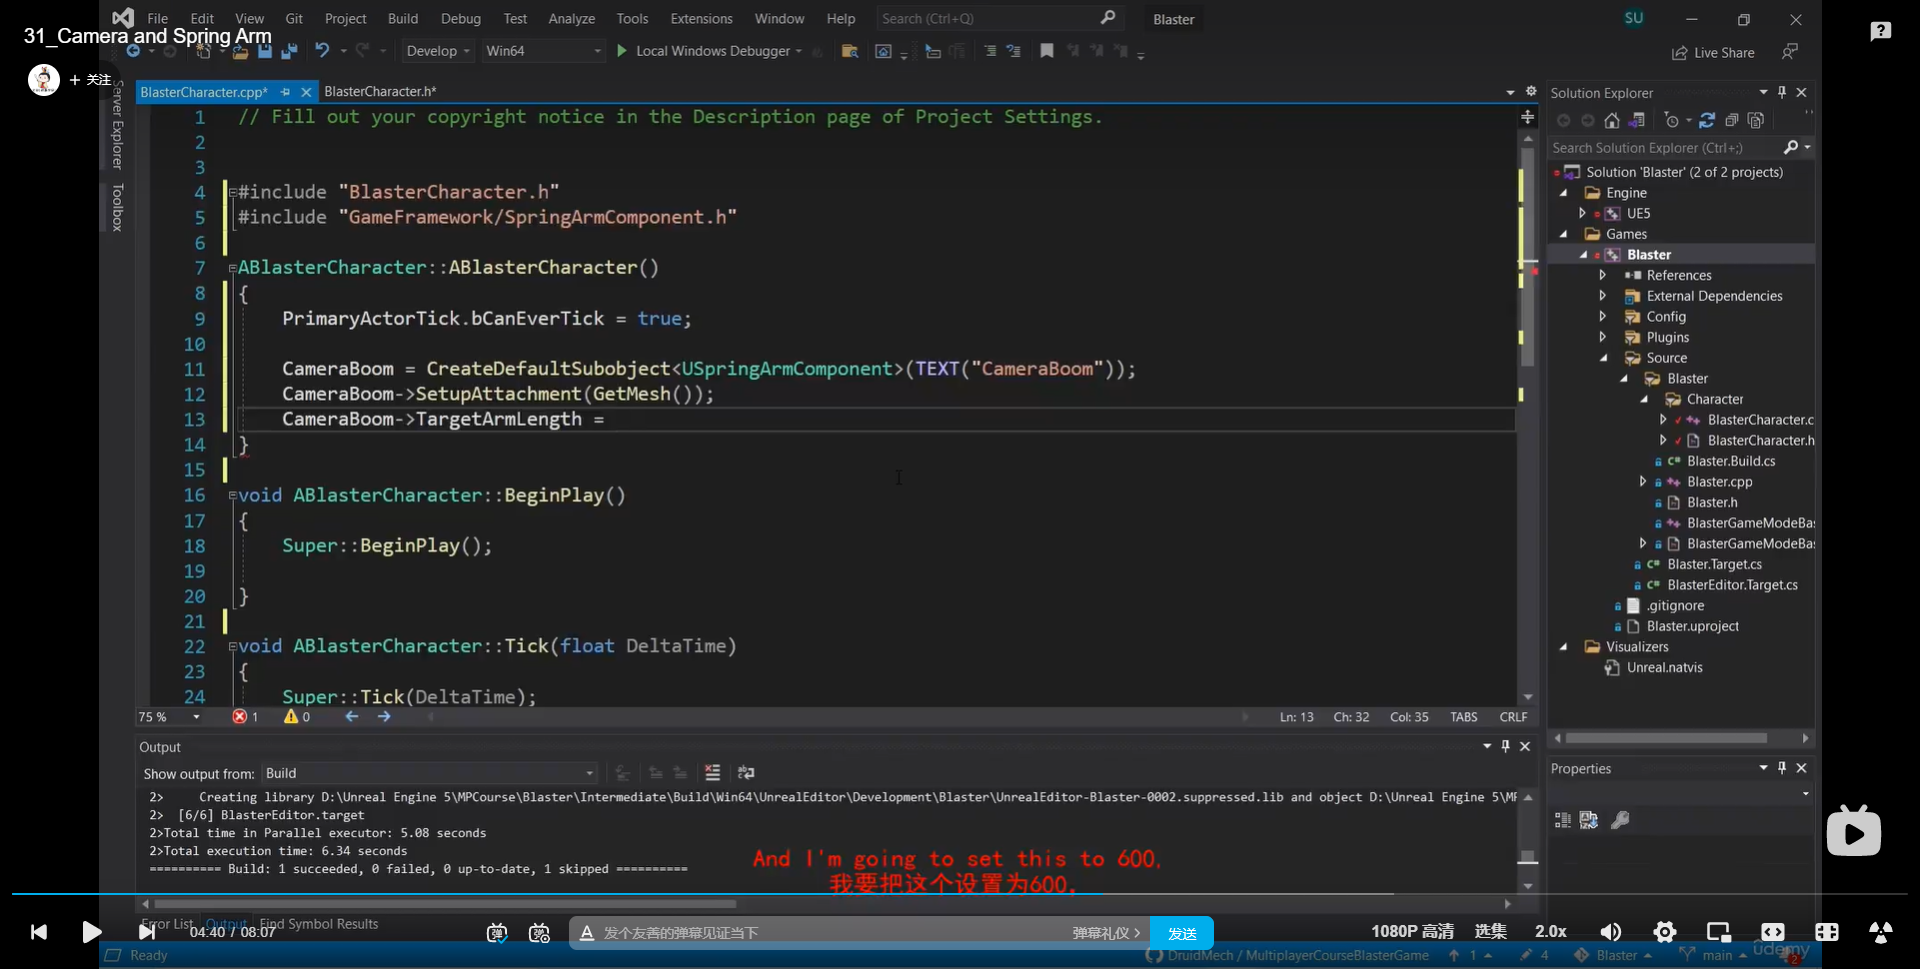 File Edit View Git Project Build Debug Test Analyze Tools Extensions Window Help Search (Ctrl+Q) Blaster SU
31_Camera and Spring Arm
Develop Win64 Local Windows Debugger Live Share
+ 关注
Server Explorer
Toolbox
BlasterCharacter.cpp* BlasterCharacter.h*
1 // Fill out your copyright notice in the Description page of Project Settings.
2
3
4 #include "BlasterCharacter.h"
5 #include "GameFramework/SpringArmComponent.h"
6
7 ABlasterCharacter::ABlasterCharacter()
8 {
9 PrimaryActorTick.bCanEverTick = true;
10
11 CameraBoom = CreateDefaultSubobject<USpringArmComponent>(TEXT("CameraBoom"));
12 CameraBoom->SetupAttachment(GetMesh());
13 CameraBoom->TargetArmLength =
14 }
15
16 void ABlasterCharacter::BeginPlay()
17 {
18 Super::BeginPlay();
19
20 }
21
22 void ABlasterCharacter::Tick(float DeltaTime)
23 {
24 Super::Tick(DeltaTime);
75 % 1 0 Ln: 13 Ch: 32 Col: 35 TABS CRLF
Solution Explorer
Search Solution Explorer (Ctrl+;)
Solution 'Blaster' (2 of 2 projects)
Engine
UE5
Games
Blaster
References
External Dependencies
Config
Plugins
Source
Blaster
Character
BlasterCharacter.c
BlasterCharacter.h
Blaster.Build.cs
Blaster.cpp
Blaster.h
BlasterGameModeBa
BlasterGameModeBa
Blaster.Target.cs
BlasterEditor.Target.cs
.gitignore
Blaster.uproject
Visualizers
Unreal.natvis
Properties
Output
Show output from: Build
2> Creating library D:\Unreal Engine 5\MPCourse\Blaster\Intermediate\Build\Win64\UnrealEditor\Development\Blaster\UnrealEditor-Blaster-0002.suppressed.lib and object D:\Unreal Engine 5\MP
2> [6/6] BlasterEditor.target
2>Total time in Parallel executor: 5.08 seconds
2>Total execution time: 6.34 seconds
========== Build: 1 succeeded, 0 failed, 0 up-to-date, 1 skipped ==========
And I'm going to set this to 600,
我要把这个设置为600,
Error List Output Find Symbol Results
04:40 / 08:07 发个友善的弹幕见证当下 弹幕礼仪 > 发送 1080P 高清 选集 2.0x
Ready DruidMech / MultiplayerCourseBlasterGame 1 4 Blaster main 2
ûdemy